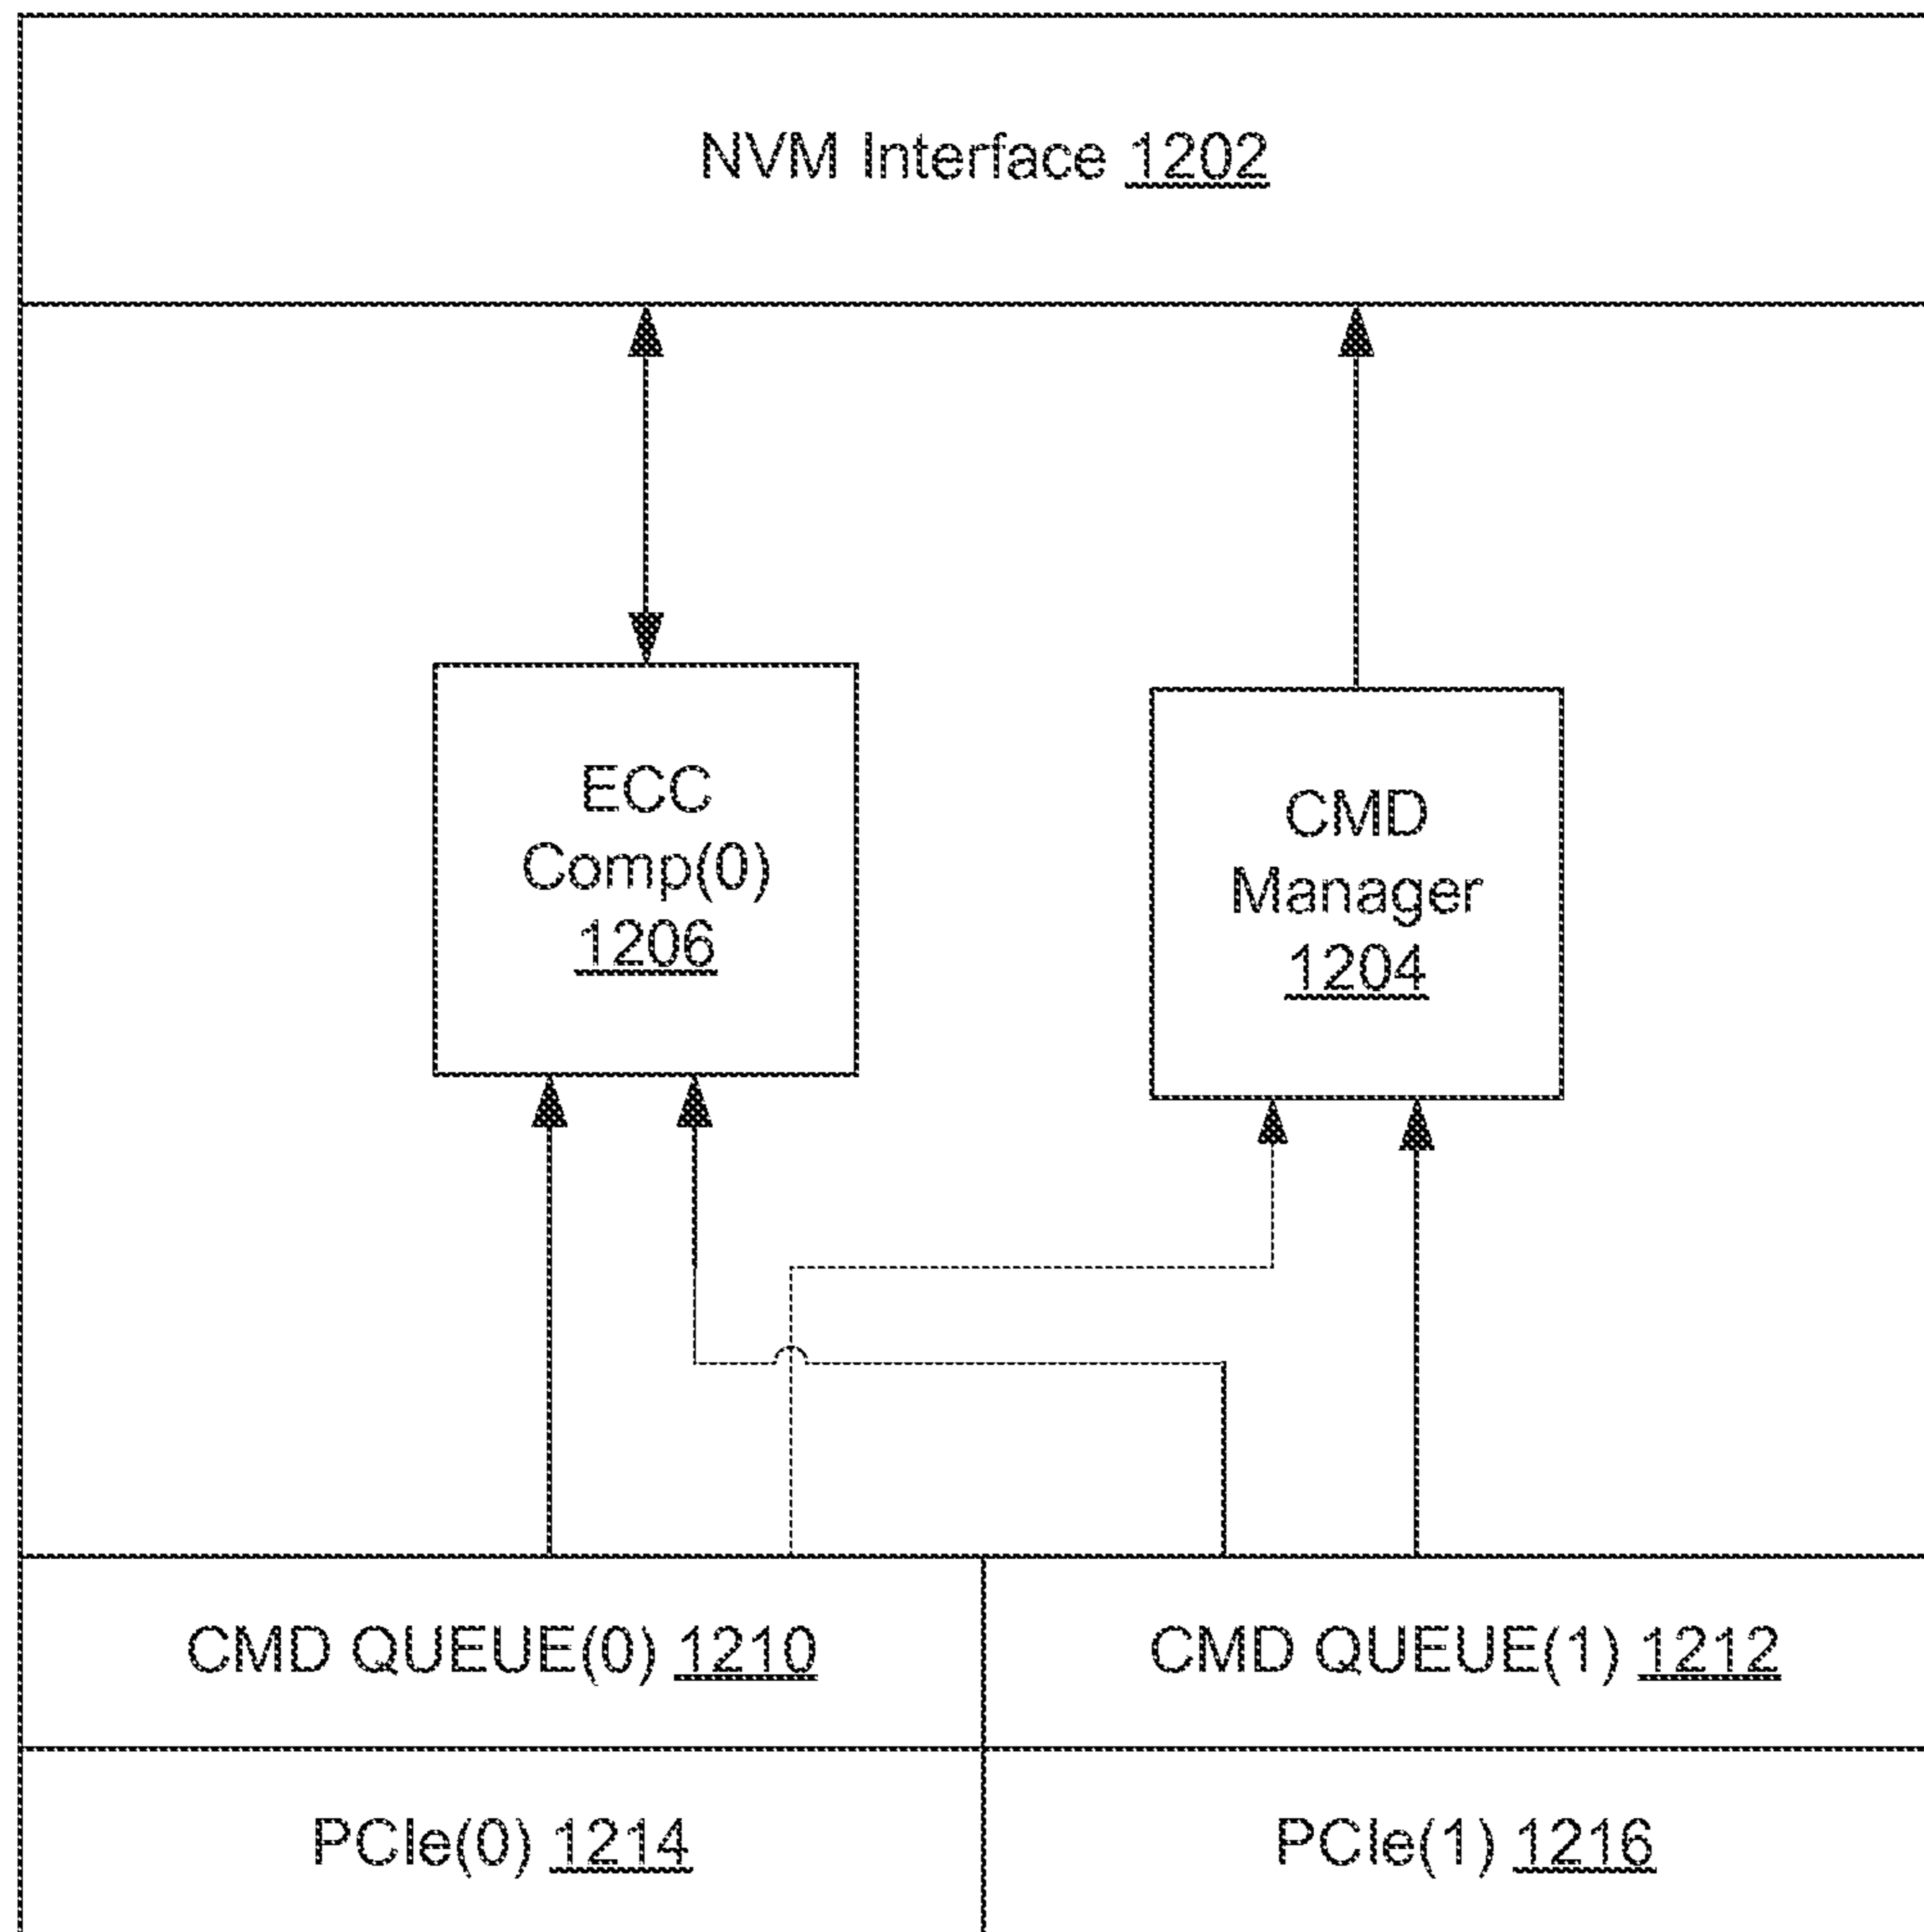 NVM Interface 1202
ECC
Comp(0)
1206
CMD
Manager
1204
CMD QUEUE(0) 1210
CMD QUEUE(1) 1212
PCIe(0) 1214
PCIe(1) 1216